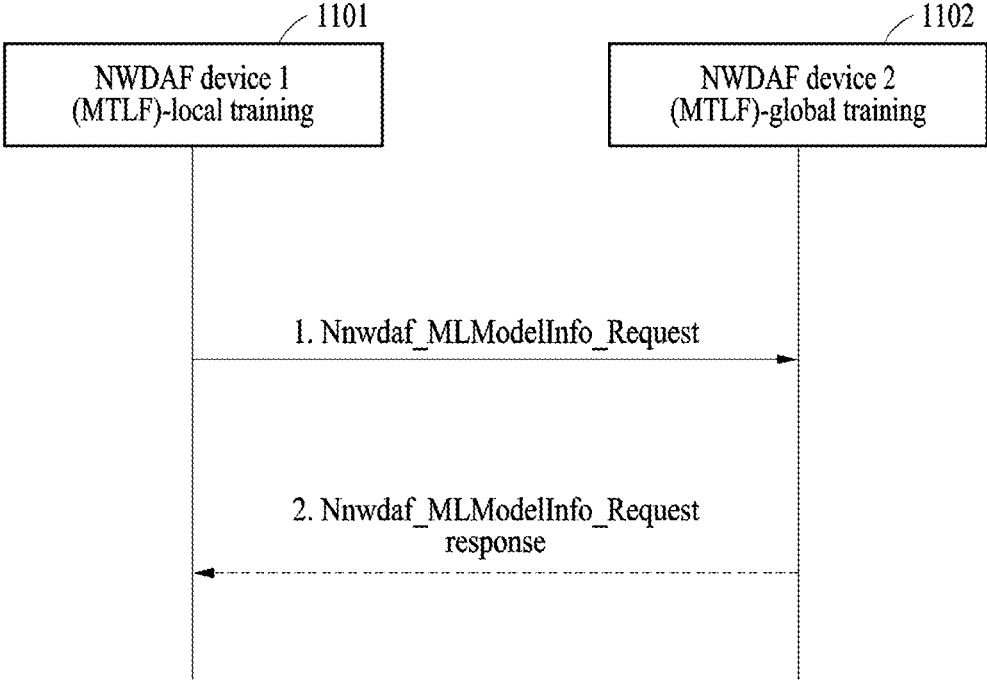 1101
1102
NWDAF device 1
(MTLF)-local training
NWDAF device 2
(MTLF)-global training
1. Nnwdaf_MLModelInfo_Request
2. Nnwdaf_MLModelInfo_Request
response